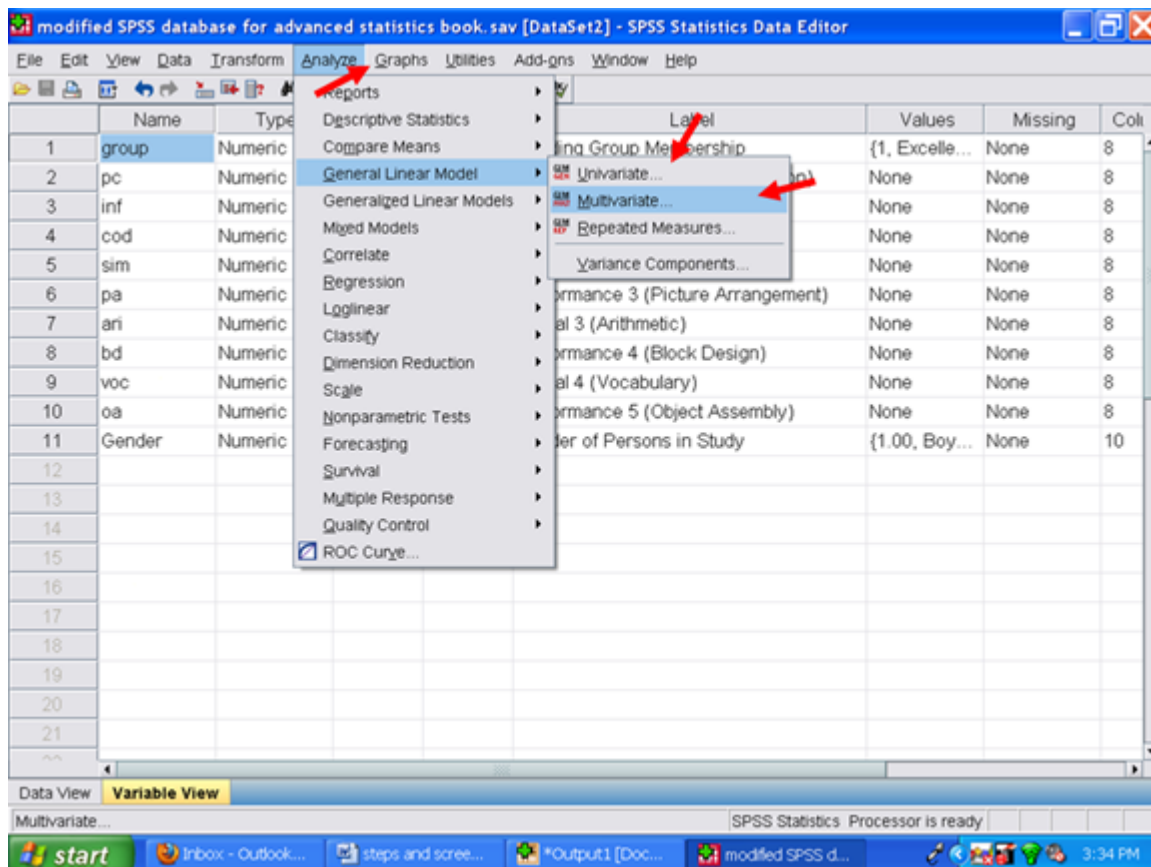 modified SPSS database for advanced statistics book.sav [DataSet2] - SPSS Statistics Data Editor
File Edit View Data Transform Analyze Graphs Utilities Add-ons Window Help
Name Type Label Values Missing Colu
1 group Numeric ding Group Membership {1, Excelle... None 8
2 pc Numeric on) None None 8
3 inf Numeric None None 8
4 cod Numeric None None 8
5 sim Numeric None None 8
6 pa Numeric ormance 3 (Picture Arrangement) None None 8
7 ari Numeric al 3 (Arithmetic) None None 8
8 bd Numeric ormance 4 (Block Design) None None 8
9 voc Numeric al 4 (Vocabulary) None None 8
10 oa Numeric ormance 5 (Object Assembly) None None 8
11 Gender Numeric der of Persons in Study {1.00, Boy... None 10
12
13
14
15
16
17
18
19
20
21
Reports
Descriptive Statistics
Compare Means
General Linear Model
Generalized Linear Models
Mixed Models
Correlate
Regression
Loglinear
Classify
Dimension Reduction
Scale
Nonparametric Tests
Forecasting
Survival
Multiple Response
Quality Control
ROC Curve...
Univariate...
Multivariate...
Repeated Measures...
Variance Components...
Data View Variable View
Multivariate...
SPSS Statistics Processor is ready
start Inbox - Outlook... steps and scree... *Output1 [Doc... modified SPSS d... 3:34 PM